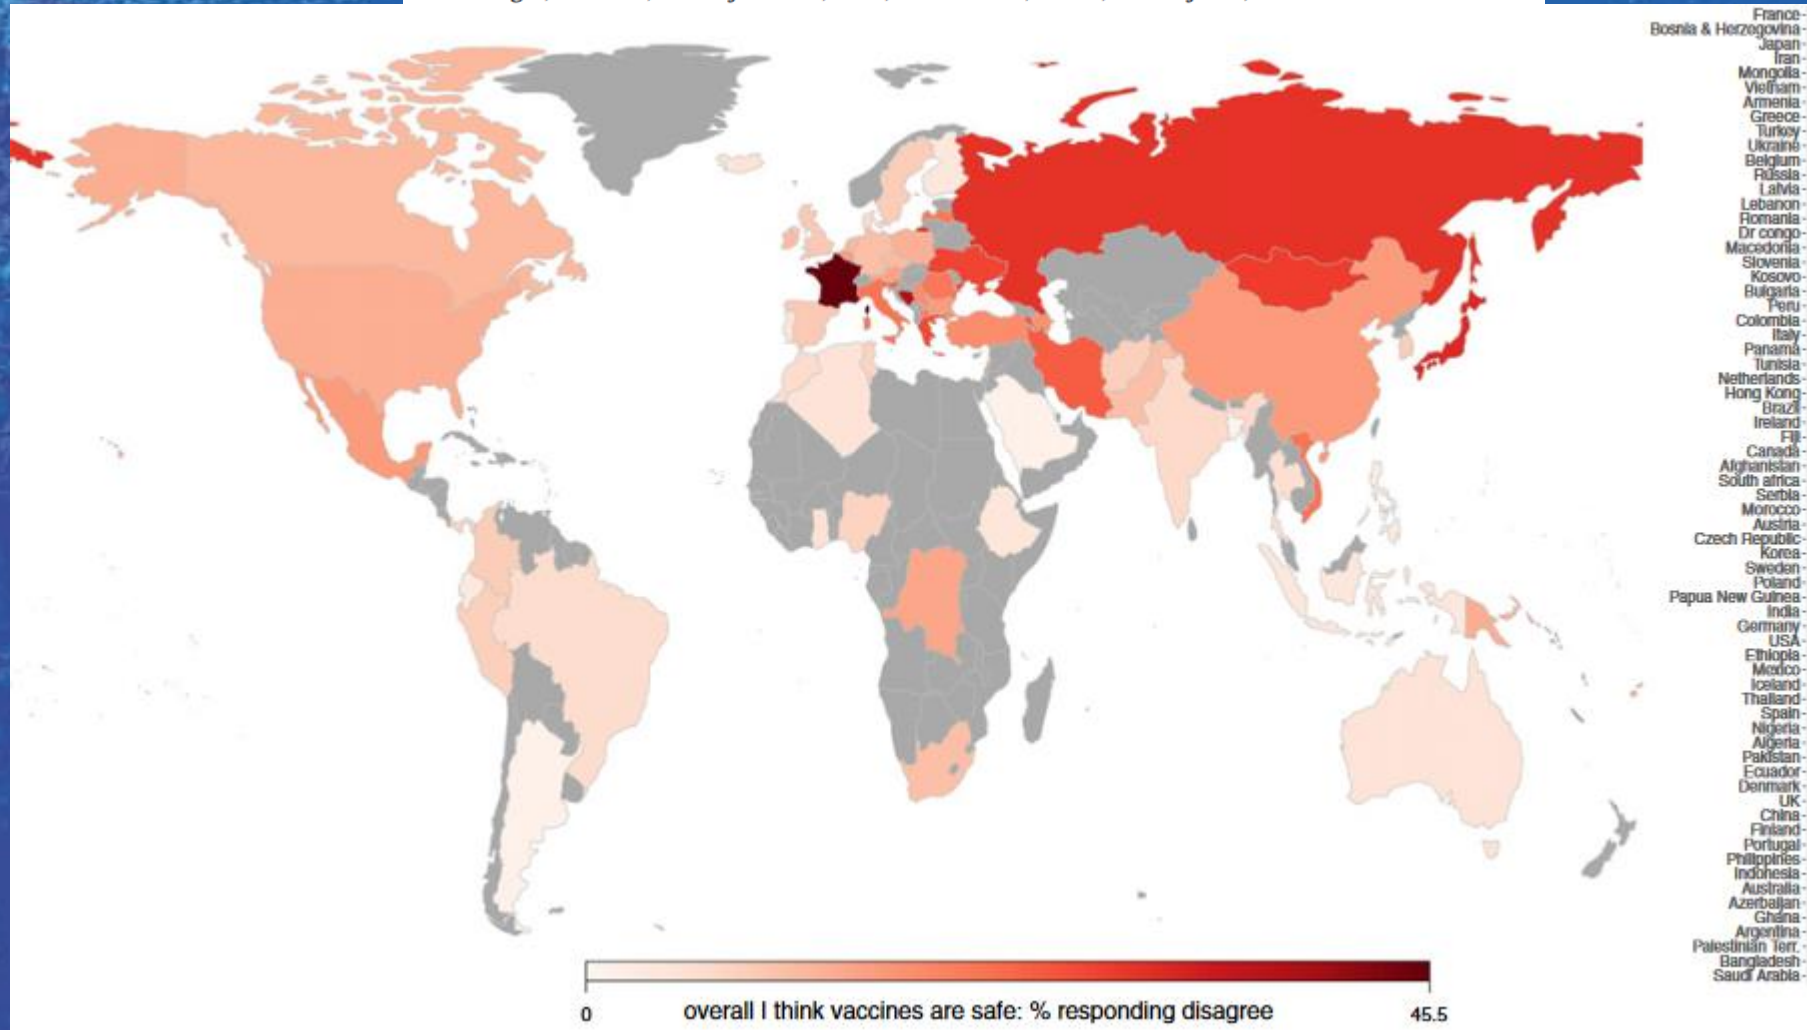 France
Bosnia & Herzegovina
Japan
Iran
Mongolia
Vietnam
Armenia
Greece
Turkey
Ukraine
Belgium
Russia
Latvia
Lebanon
Romania
Dr congo
Macedonia
Slovenia
Kosovo
Bulgaria
Peru
Colombia
Italy
Panama
Tunisia
Netherlands
Hong Kong
Brazil
Ireland
Fiji
Canada
Afghanistan
South africa
Serbia
Morocco
Austria
Czech Republic
Korea
Sweden
Poland
Papua New Guinea
India
Germany
USA
Ethiopia
Mexico
Iceland
Thailand
Spain
Nigeria
Algeria
Pakistan
Ecuador
Denmark
UK
China
Finland
Portugal
Philippines
Indonesia
Australia
Azerbaijan
Ghana
Argentina
Palestinian Terr.
Bangladesh
Saudi Arabia
0 overall I think vaccines are safe: % responding disagree 45.5